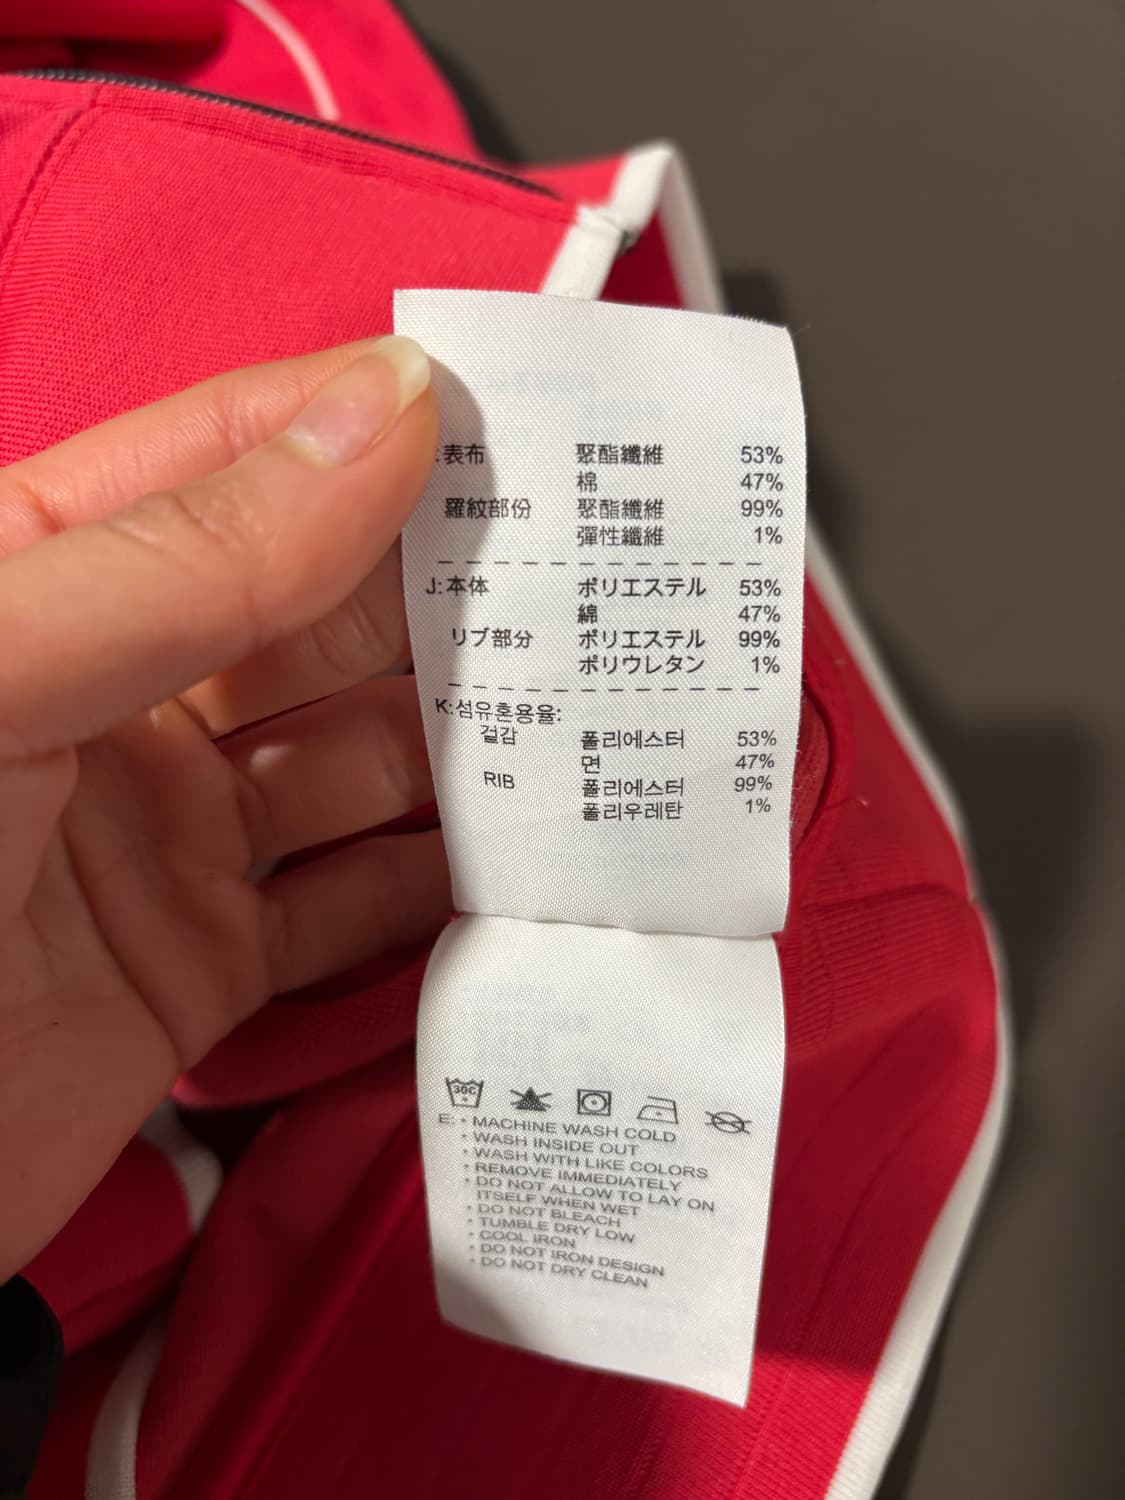 :表布 聚酯纖維 53%
棉 47%
羅紋部份 聚酯纖維 99%
彈性纖維 1%
J:本体 ポリエステル 53%
綿 47%
リブ部分 ポリエステル 99%
ポリウレタン 1%
K:섬유혼용율:
겉감 폴리에스터 53%
면 47%
RIB 폴리에스터 99%
폴리우레탄 1%
30C
E: • MACHINE WASH COLD
• WASH INSIDE OUT
• WASH WITH LIKE COLORS
• REMOVE IMMEDIATELY
• DO NOT ALLOW TO LAY ON
ITSELF WHEN WET
• DO NOT BLEACH
• TUMBLE DRY LOW
• COOL IRON
• DO NOT IRON DESIGN
• DO NOT DRY CLEAN